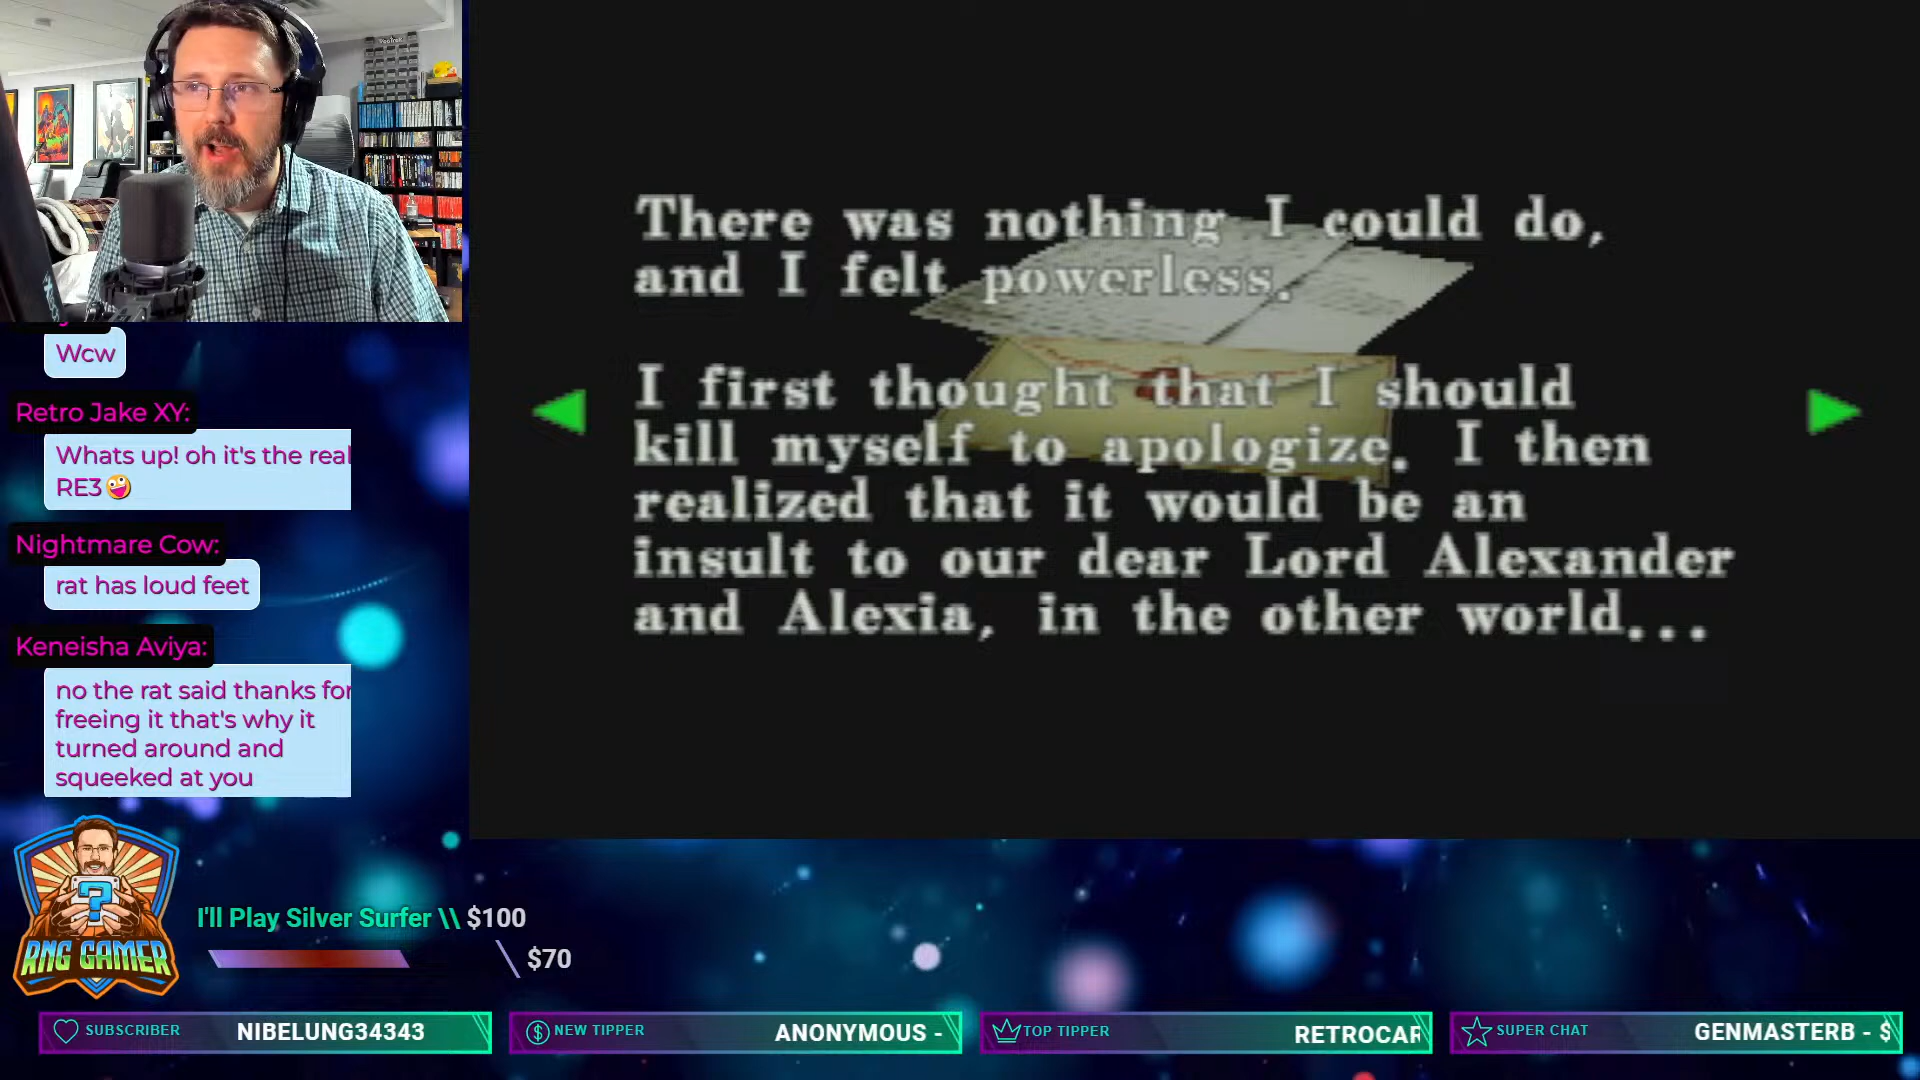 There was nothing I could do,
and I felt powerless.
I first thought that I should
kill myself to apologize. I then
realized that it would be an
insult to our dear Lord Alexander
and Alexia, in the other world...
Wcw
Retro Jake XY:
Whats up! oh it's the real
RE3🤪
Nightmare Cow:
rat has loud feet
Keneisha Aviya:
no the rat said thanks for
freeing it that's why it
turned around and
squeeked at you
?
RNG GAMER
I'll Play Silver Surfer \\ $100
$70
SUBSCRIBER NIBELUNG34343
$ NEW TIPPER ANONYMOUS -
TOP TIPPER RETROCAR
SUPER CHAT GENMASTERB - $